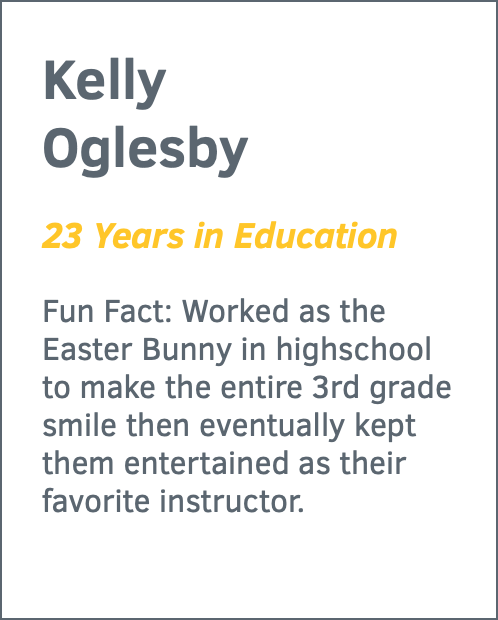 Kelly
Oglesby
23 Years in Education
Fun Fact: Worked as the
Easter Bunny in highschool
to make the entire 3rd grade
smile then eventually kept
them entertained as their
favorite instructor.